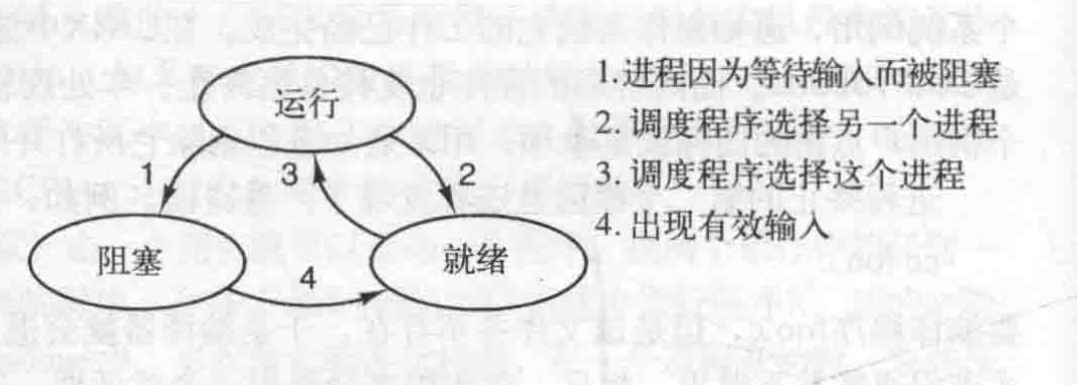 运行
1
3
2
阻塞
4
就绪
1.进程因为等待输入而被阻塞
2.调度程序选择另一个进程
3.调度程序选择这个进程
4.出现有效输入